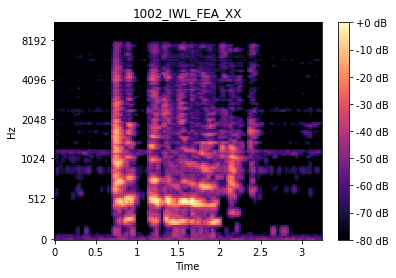 1002_IWL_FEA_XX
+0 dB
8192
-10 dB
4096
-20 dB
-30 dB
2048
Hz
-40 dB
1024
-50 dB
512
-60 dB
-70 dB
0
-80 dB
0 0.5 1 1.5 2 2.5 3
Time